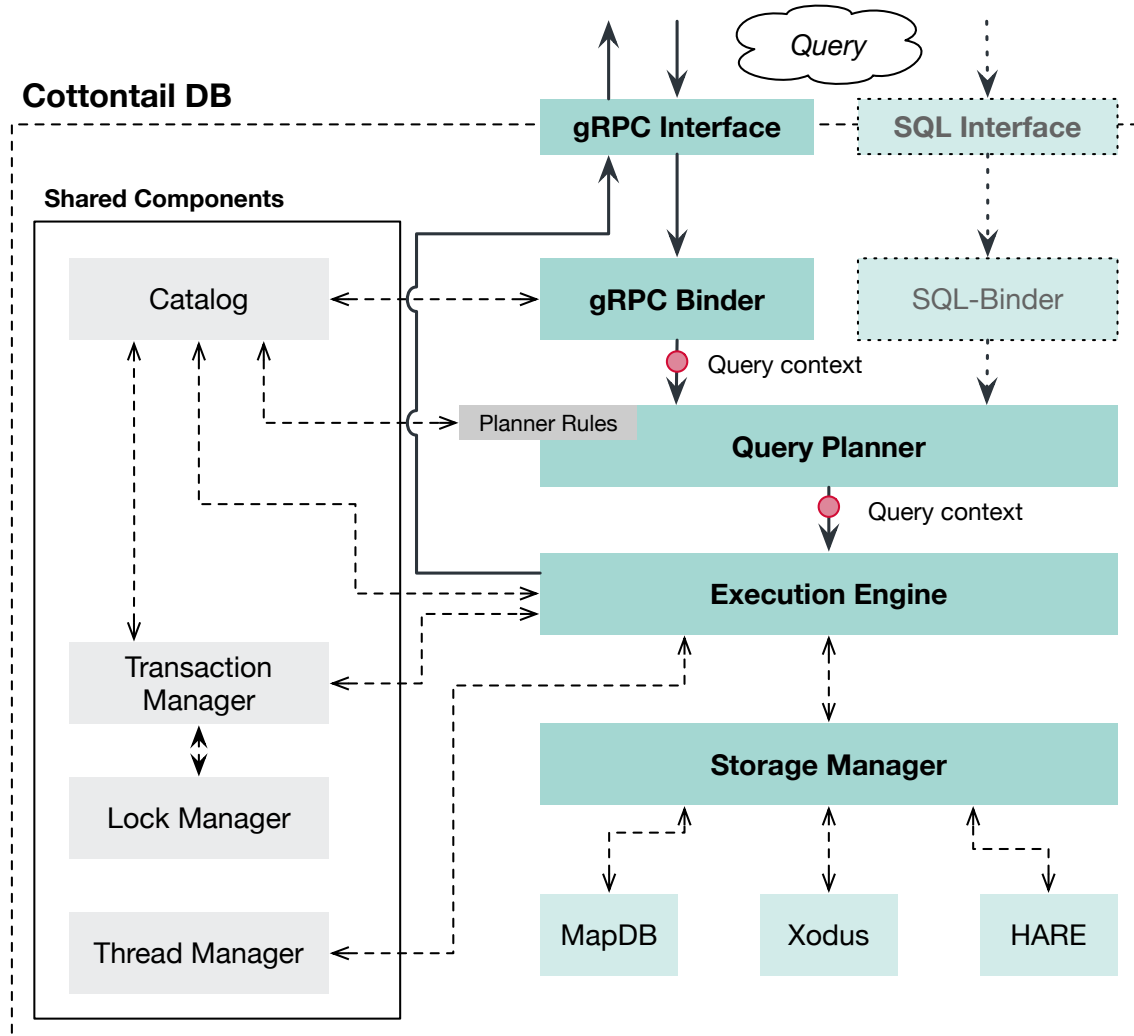 Query
Cottontail DB
gRPC Interface
SQL Interface
Shared Components
Catalog
gRPC Binder
SQL-Binder
Query context
Planner Rules
Query Planner
Query context
Execution Engine
Transaction
Manager
Storage Manager
Lock Manager
Thread Manager
MapDB
Xodus
HARE